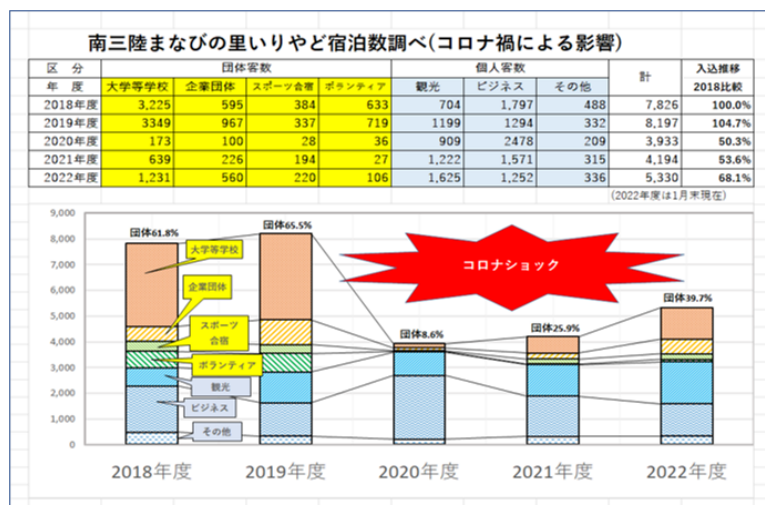 南三陸まなびの里いりやど宿泊数調べ(コロナ禍による影響)
区 分 団体客数 個人客数 計 入込推移
年 度 大学等学校 企業団体 スポーツ合宿 ボランティア 観光 ビジネス その他 2018比較
2018年度 3,225 595 384 633 704 1,797 488 7,826 100.0%
2019年度 3349 967 337 719 1199 1294 332 8,197 104.7%
2020年度 173 100 28 36 909 2478 209 3,933 50.3%
2021年度 639 226 194 27 1,222 1,571 315 4,194 53.6%
2022年度 1,231 560 220 106 1,625 1,252 336 5,330 68.1%
(2022年度は1月末現在)
9,000
8,000
7,000
6,000
5,000
4,000
3,000
2,000
1,000
0
団体61.8%
団体65.5%
団体8.6%
団体25.9%
団体39.7%
コロナショック
大学等学校
企業団体
スポーツ
合宿
ボランティア
観光
ビジネス
その他
2018年度 2019年度 2020年度 2021年度 2022年度